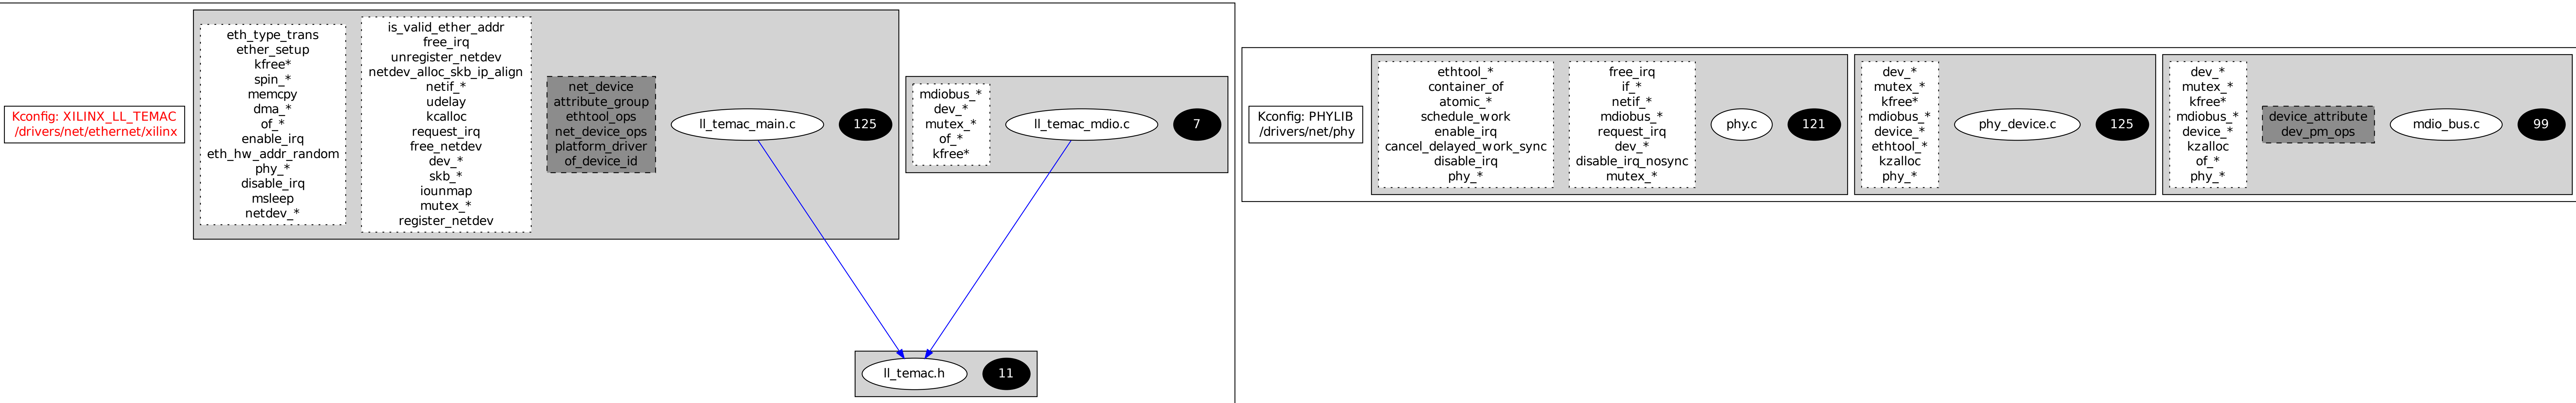 Kconfig: XILINX_LL_TEMAC
/drivers/net/ethernet/xilinx
eth_type_trans
ether_setup
kfree*
spin_*
memcpy
dma_*
of_*
enable_irq
eth_hw_addr_random
phy_*
disable_irq
msleep
netdev_*
is_valid_ether_addr
free_irq
unregister_netdev
netdev_alloc_skb_ip_align
netif_*
udelay
kcalloc
request_irq
free_netdev
dev_*
skb_*
iounmap
mutex_*
register_netdev
net_device
attribute_group
ethtool_ops
net_device_ops
platform_driver
of_device_id
ll_temac_main.c
125
mdiobus_*
dev_*
mutex_*
of_*
kfree*
ll_temac_mdio.c
7
ll_temac.h
11
Kconfig: PHYLIB
/drivers/net/phy
ethtool_*
container_of
atomic_*
schedule_work
enable_irq
cancel_delayed_work_sync
disable_irq
phy_*
free_irq
if_*
netif_*
mdiobus_*
request_irq
dev_*
disable_irq_nosync
mutex_*
phy.c
121
dev_*
mutex_*
kfree*
mdiobus_*
device_*
ethtool_*
kzalloc
phy_*
phy_device.c
125
dev_*
mutex_*
kfree*
mdiobus_*
device_*
kzalloc
of_*
phy_*
device_attribute
dev_pm_ops
mdio_bus.c
99